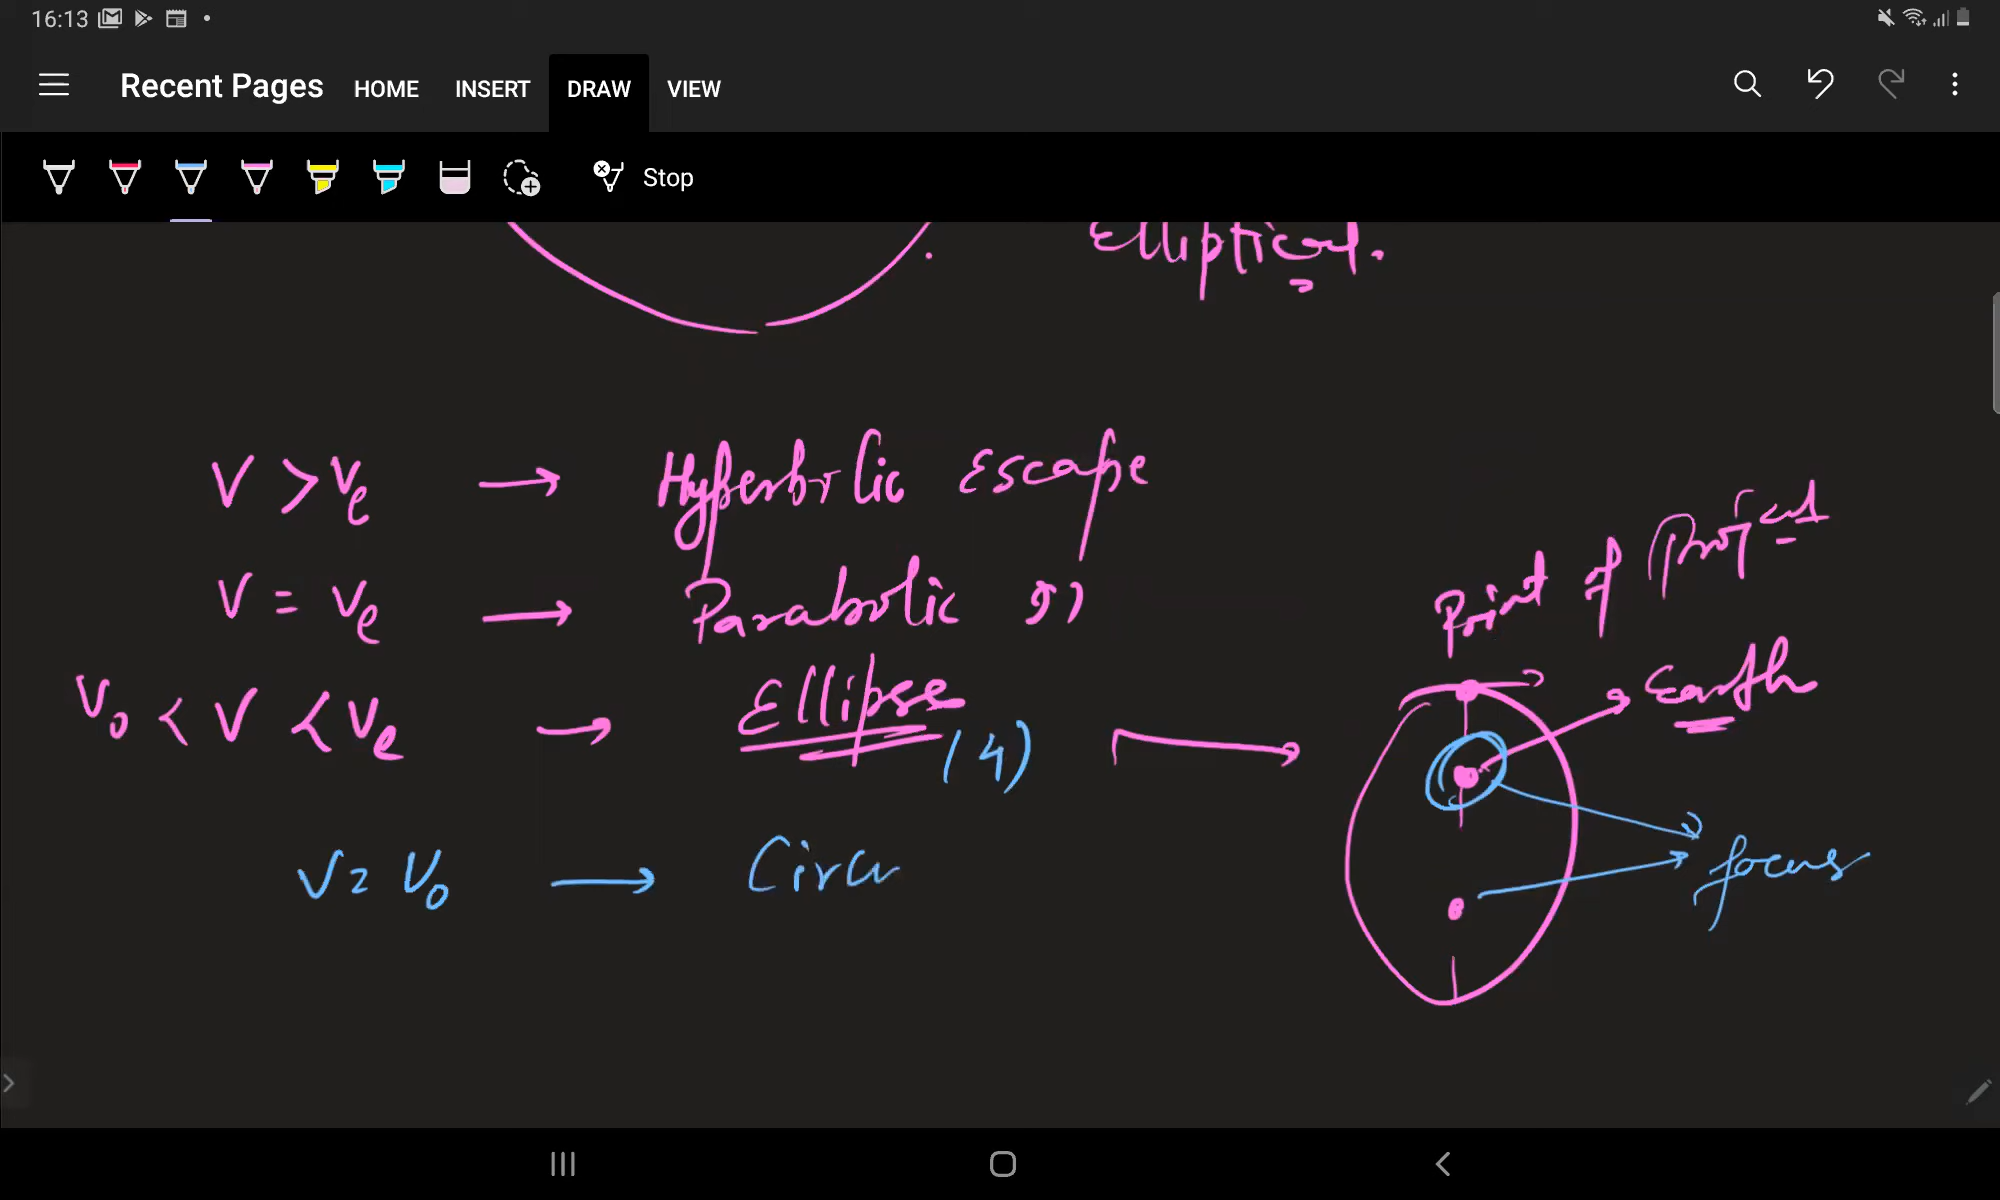 16:13
Recent Pages HOME INSERT DRAW VIEW
Stop
Elliptical.
V > Ve → Hyperbolic Escape
V = Ve → Parabolic "
Vo < V < Ve → Ellipse (4) →
V = Vo → Circu
Point of Project
Earth
focus